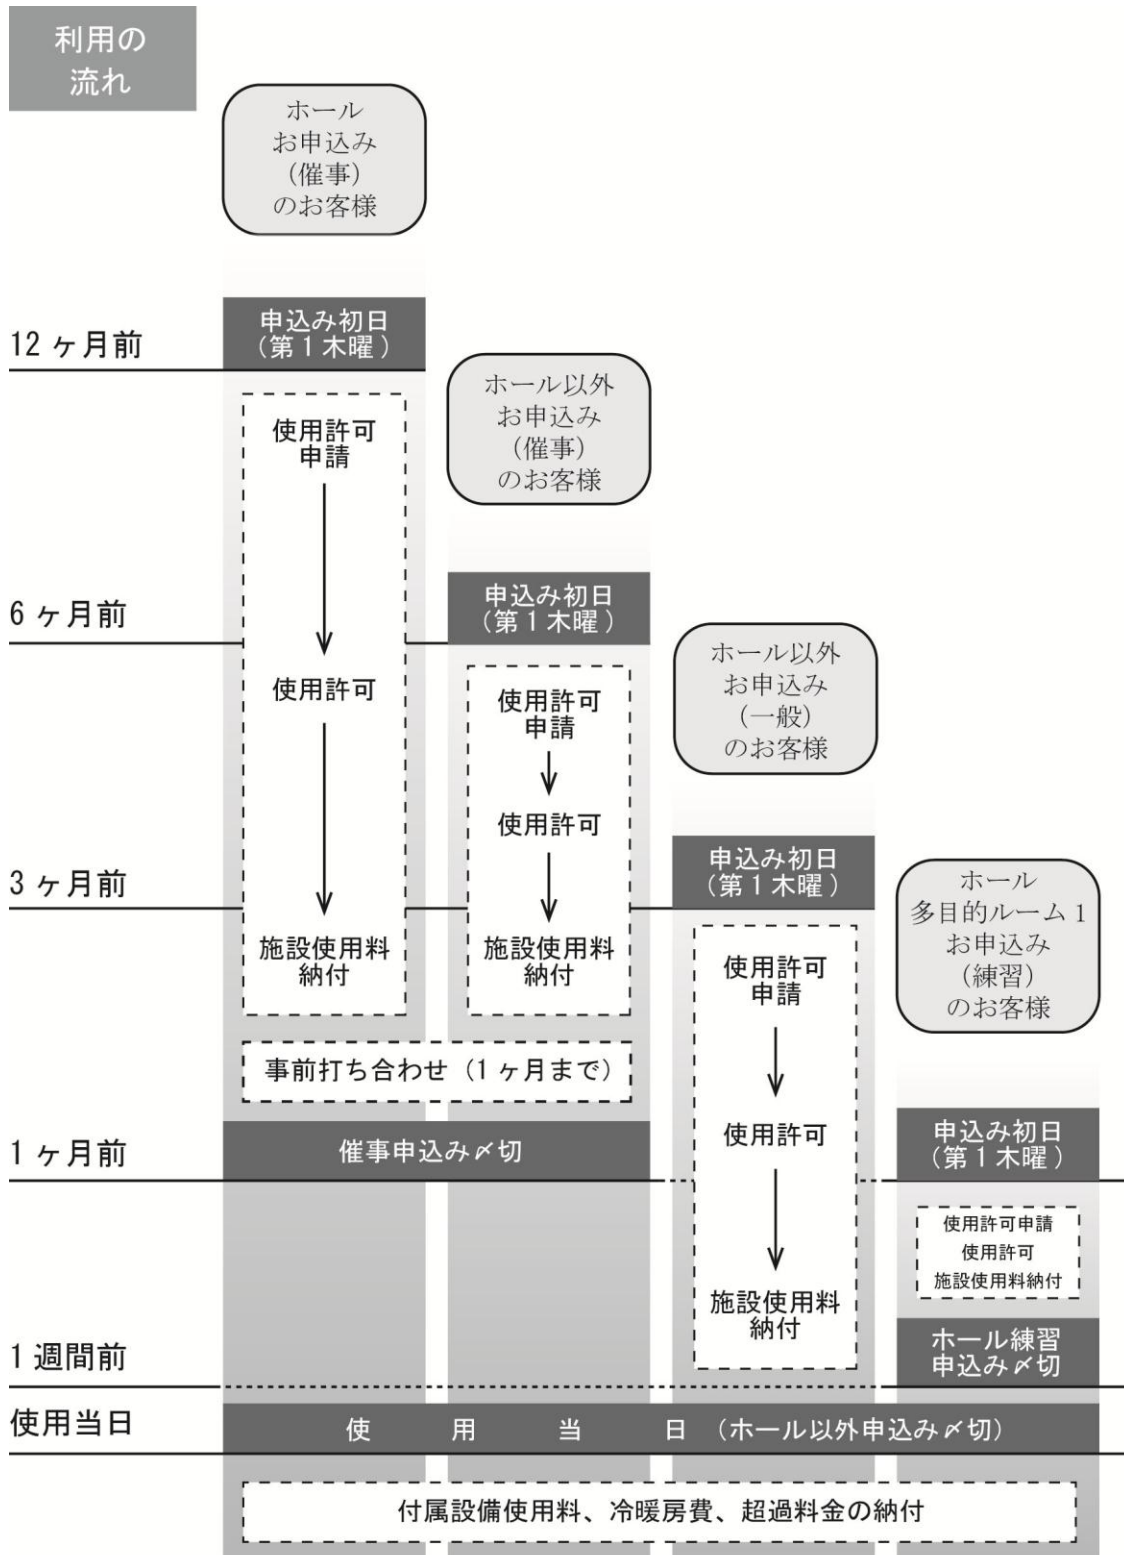 利用の
流れ
ホール
お申込み
(催事)
のお客様
12ヶ月前
申込み初日
(第1木曜)
使用許可
申請
使用許可
施設使用料
納付
ホール以外
お申込み
(催事)
のお客様
6ヶ月前
申込み初日
(第1木曜)
使用許可
申請
使用許可
施設使用料
納付
ホール以外
お申込み
(一般)
のお客様
3ヶ月前
申込み初日
(第1木曜)
使用許可
申請
使用許可
施設使用料
納付
ホール
多目的ルーム1
お申込み
(練習)
のお客様
事前打ち合わせ(1ヶ月まで)
1ヶ月前
催事申込み〆切
申込み初日
(第1木曜)
使用許可申請
使用許可
施設使用料納付
1週間前
ホール練習
申込み〆切
使用当日
使用当日(ホール以外申込み〆切)
付属設備使用料、冷暖房費、超過料金の納付